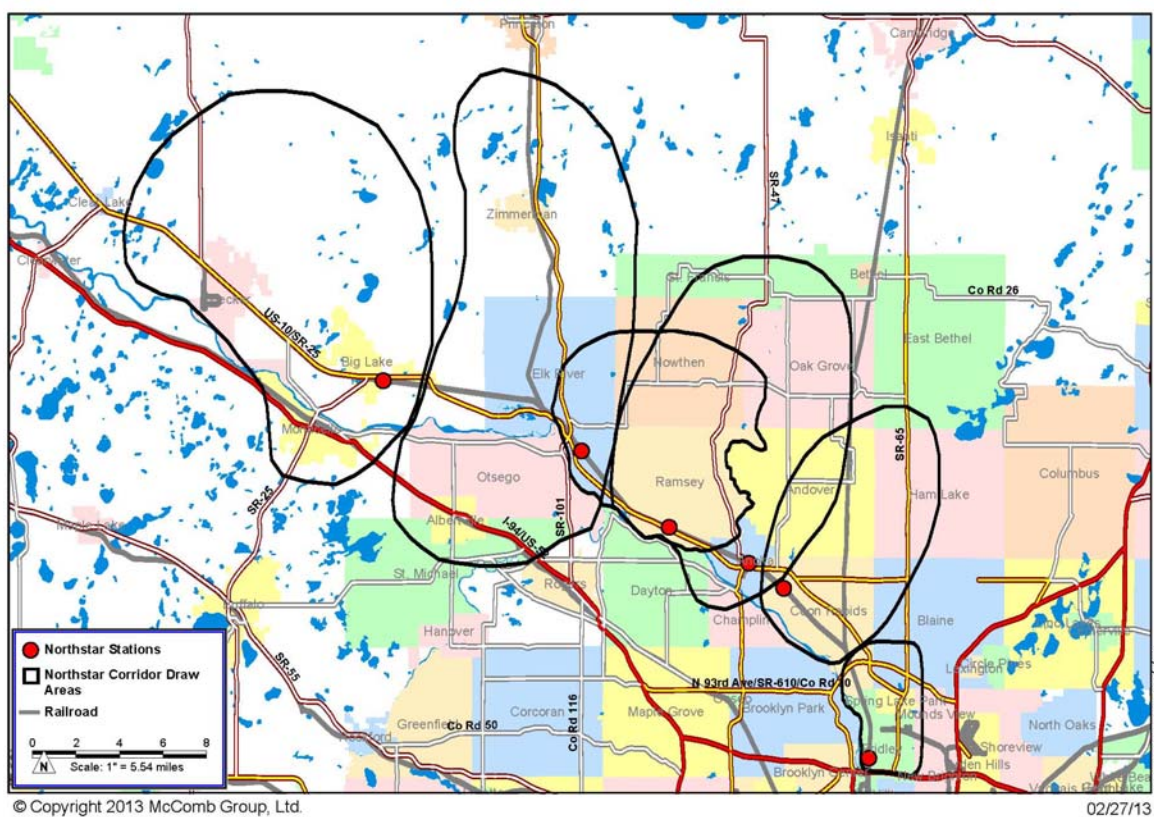 Princeton
Cambridge
Isanti
SR-47
Clear Lake
Zimmerman
Clearwater
St. Francis
Bethel
Co Rd 26
Becker
US-10/SR-25
East Bethel
Big Lake
Elk River
Nowthen
Oak Grove
Monticello
SR-65
Otsego
Ramsey
Andover
Ham Lake
Columbus
SR-25
SR-101
Albertville
I-94/US-52
St. Michael
Rogers
Dayton
Champlin
Coon Rapids
Blaine
Buffalo
Hanover
Circle Pines
Lexington
SR-55
N 93rd Ave/SR-610/Co Rd 30
Spring Lake Park
Greenfield
Co Rd 50
Corcoran
Co Rd 116
Maple Grove
Brooklyn Park
Mounds View
North Oaks
Fridley
Shoreview
Brooklyn Center
New Brighton
Northstar Stations
Northstar Corridor Draw
Areas
Railroad
0 2 4 6 8
N
Scale: 1" = 5.54 miles
© Copyright 2013 McComb Group, Ltd.
02/27/13